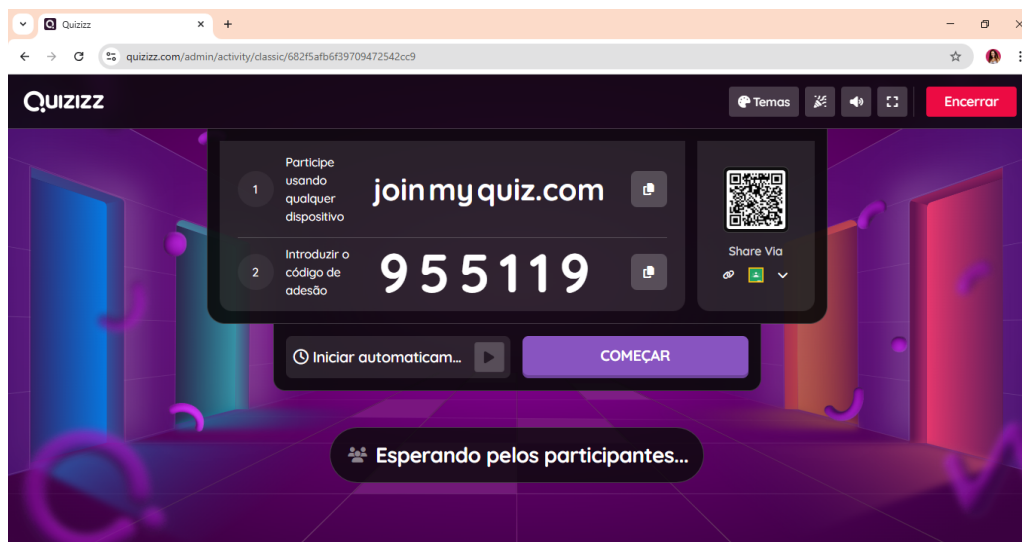 Quizizz
quizizz.com/admin/activity/classic/682f5afb6f39709472542cc9
QUIZIZZ
Temas
Encerrar
1
Participe
usando
qualquer
dispositivo
joinmyquiz.com
2
Introduzir o
código de
adesão
955119
Share Via
Iniciar automaticam...
COMEÇAR
Esperando pelos participantes...